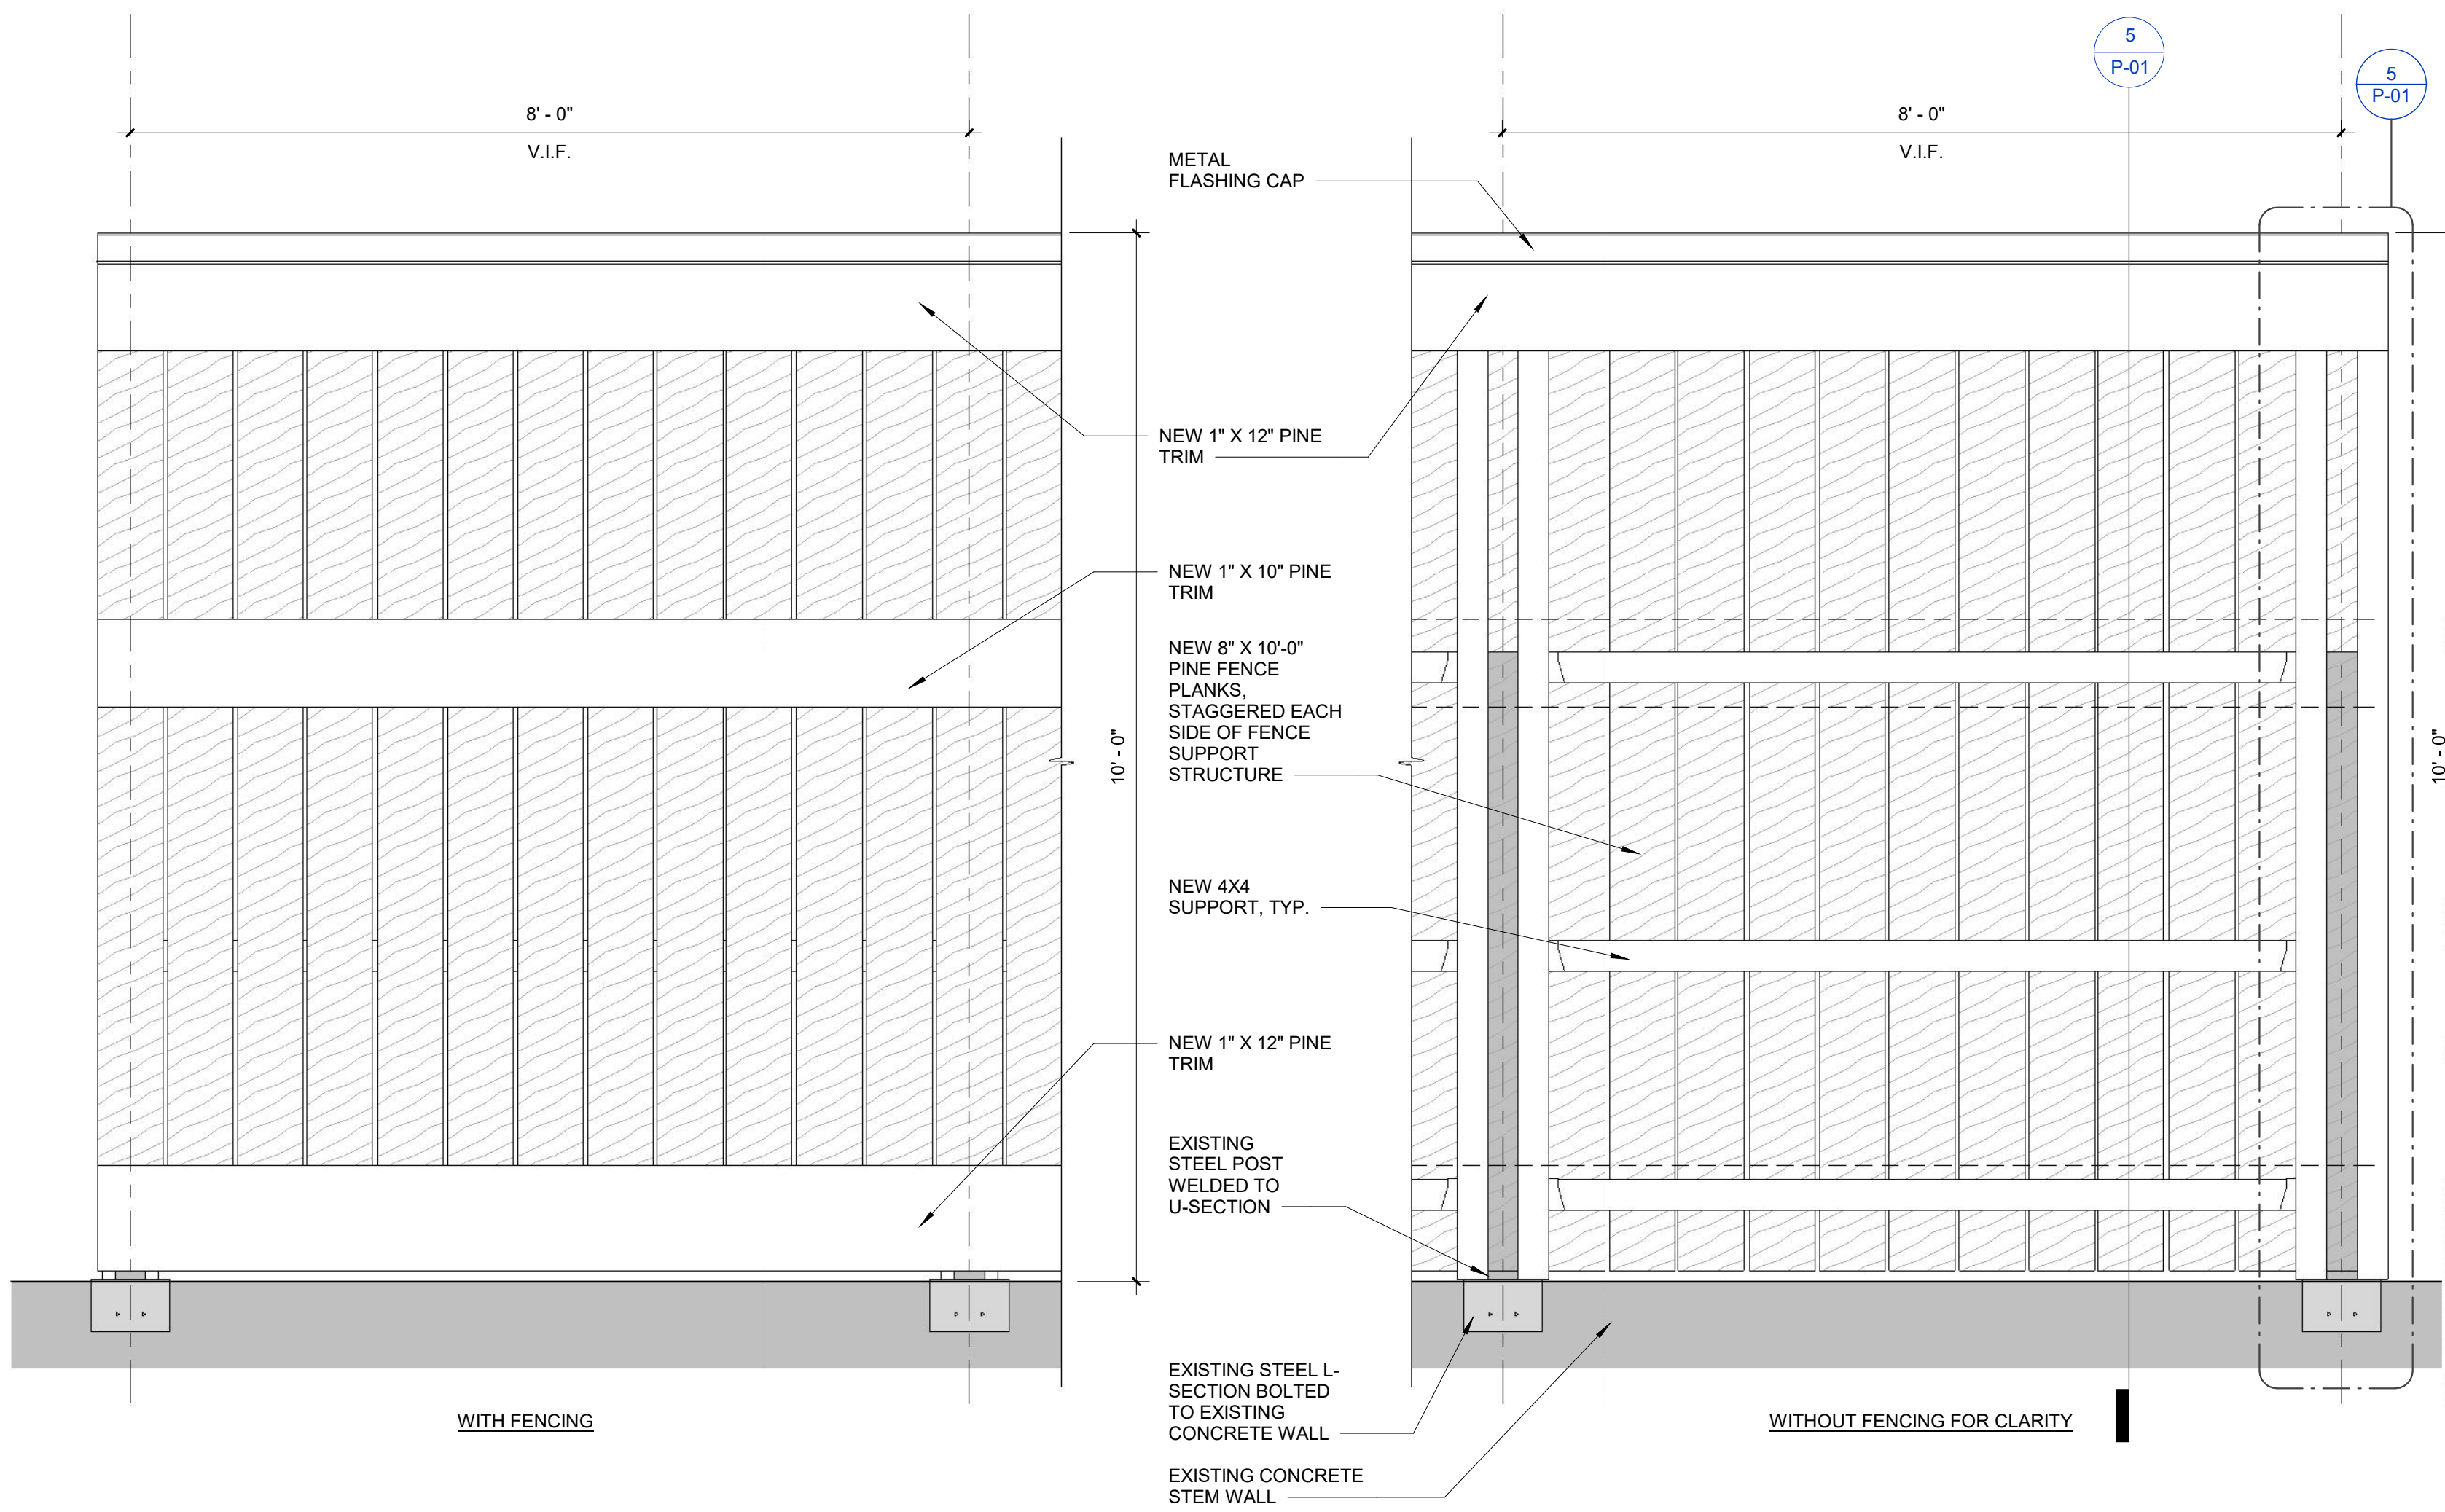 5
P-01
5
P-01
8' - 0"
V.I.F.
8' - 0"
V.I.F.
METAL
FLASHING CAP
NEW 1" X 12" PINE
TRIM
NEW 1" X 10" PINE
TRIM
NEW 8" X 10'-0"
PINE FENCE
PLANKS,
STAGGERED EACH
SIDE OF FENCE
SUPPORT
STRUCTURE
10' - 0"
10' - 0"
NEW 4X4
SUPPORT, TYP.
NEW 1" X 12" PINE
TRIM
EXISTING
STEEL POST
WELDED TO
U-SECTION
EXISTING STEEL L-
SECTION BOLTED
TO EXISTING
CONCRETE WALL
WITH FENCING
WITHOUT FENCING FOR CLARITY
EXISTING CONCRETE
STEM WALL